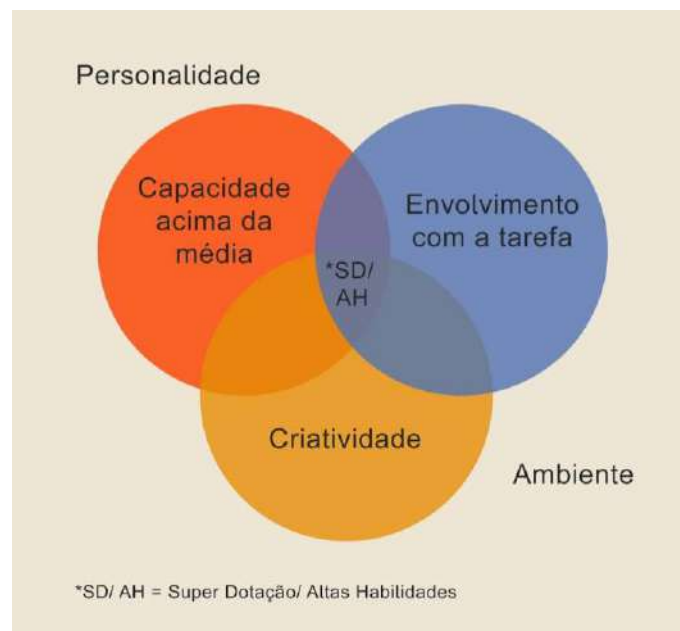 Personalidade
Capacidade
acima da
média
Envolvimento
com a tarefa
*SD/
AH
Criatividade
Ambiente
*SD/ AH = Super Dotação/ Altas Habilidades